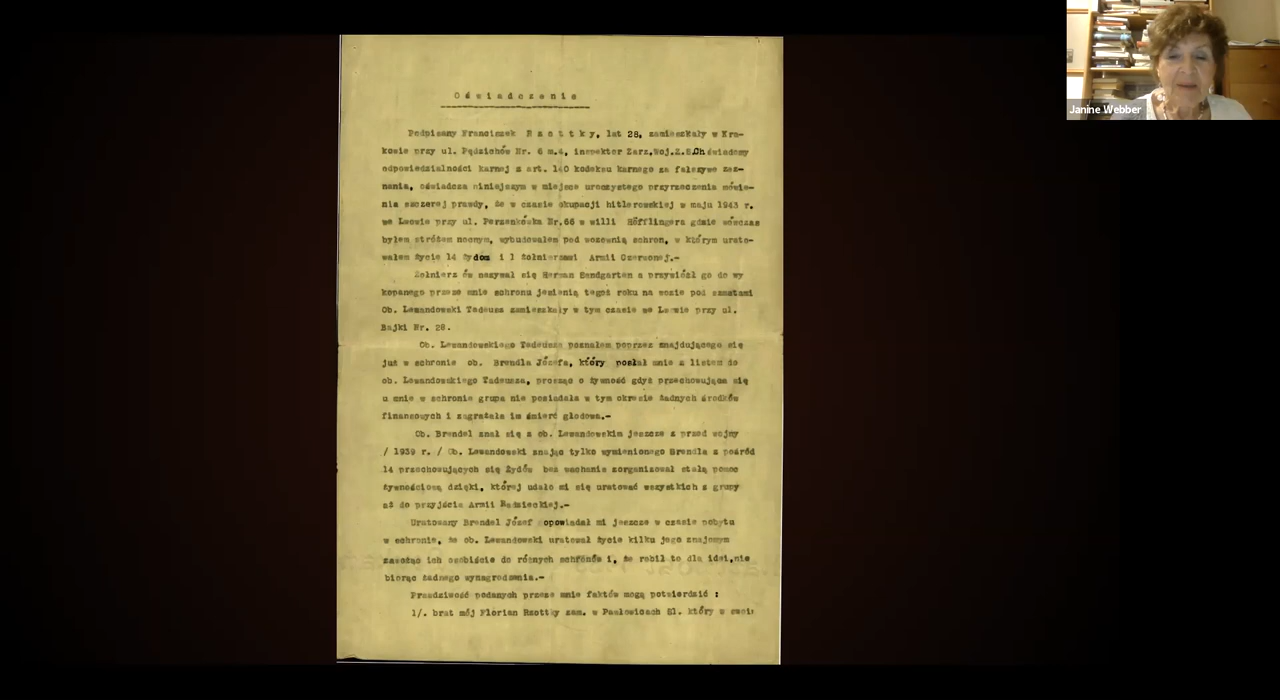 Oświadczenie
Podpisany Franciszek Rzottky, lat 28, zamieszkały w Kra-
kowie przy ul. Pędzichów Nr. 6 m.4, inspektor Zarz.Woj.Z.S.Ch świadomy
odpowiedzialności karnej z art. 140 kodeksu karnego za fałszywe zez-
nania, oświadcza niniejszym w miejsce uroczystego przyrzeczenia mówie-
nia szczerej prawdy, że w czasie okupacji hitlerowskiej w maju 1943 r.
we Lwowie przy ul. Persenkówka Nr.66 w willi Höfflingera gdzie wówczas
byłem stróżem nocnym, wybudowałem pod wozownią schron, w którym urato-
wałem życie 14 Żydom i 1 żołnierzowi Armii Czerwonej.-
Żołnierz ów nazywał się Herman Sendgarten a przywiózł go do wy
kopanego przeze mnie schronu jesienią tegoż roku na wozie pod szmatami
Ob. Lewandowski Tadeusz zamieszkały w tym czasie we Lwowie przy ul.
Bajki Nr. 28.
Ob. Lewandowskiego Tadeusza poznałem poprzez znajdującego się
już w schronie ob. Brendla Józefa, który posłał mnie z listem do
ob. Lewandowskiego Tadeusza, prosząc o żywność gdyż przechowująca się
u mnie w schronie grupa nie posiadała w tym okresie żadnych środków
finansowych i zagrażała im śmierć głodowa.-
Ob. Brendel znał się z ob. Lewandowskim jeszcze z przed wojny
/ 1939 r. / Ob. Lewandowski znając tylko wymienionego Brendla z pośród
14 przechowujących się Żydów bez wachania zorganizował stałą pomoc
żywnościową dzięki, której udało mi się uratować wszystkich z grupy
aż do przyjścia Armii Radzieckiej.-
Uratowany Brendel Józef opowiadał mi jeszcze w czasie pobytu
w schronie, że ob. Lewandowski uratował życie kilku jego znajomym
zawożąc ich osobiście do różnych schronów i, że robił to dla idei,nie
biorąc żadnego wynagrodzenia.-
Prawdziwość podanych przeze mnie faktów mogą potwierdzić :
1/. brat mój Florian Rzottky zam. w Pawłowicach Śl. który w
Janine Webber